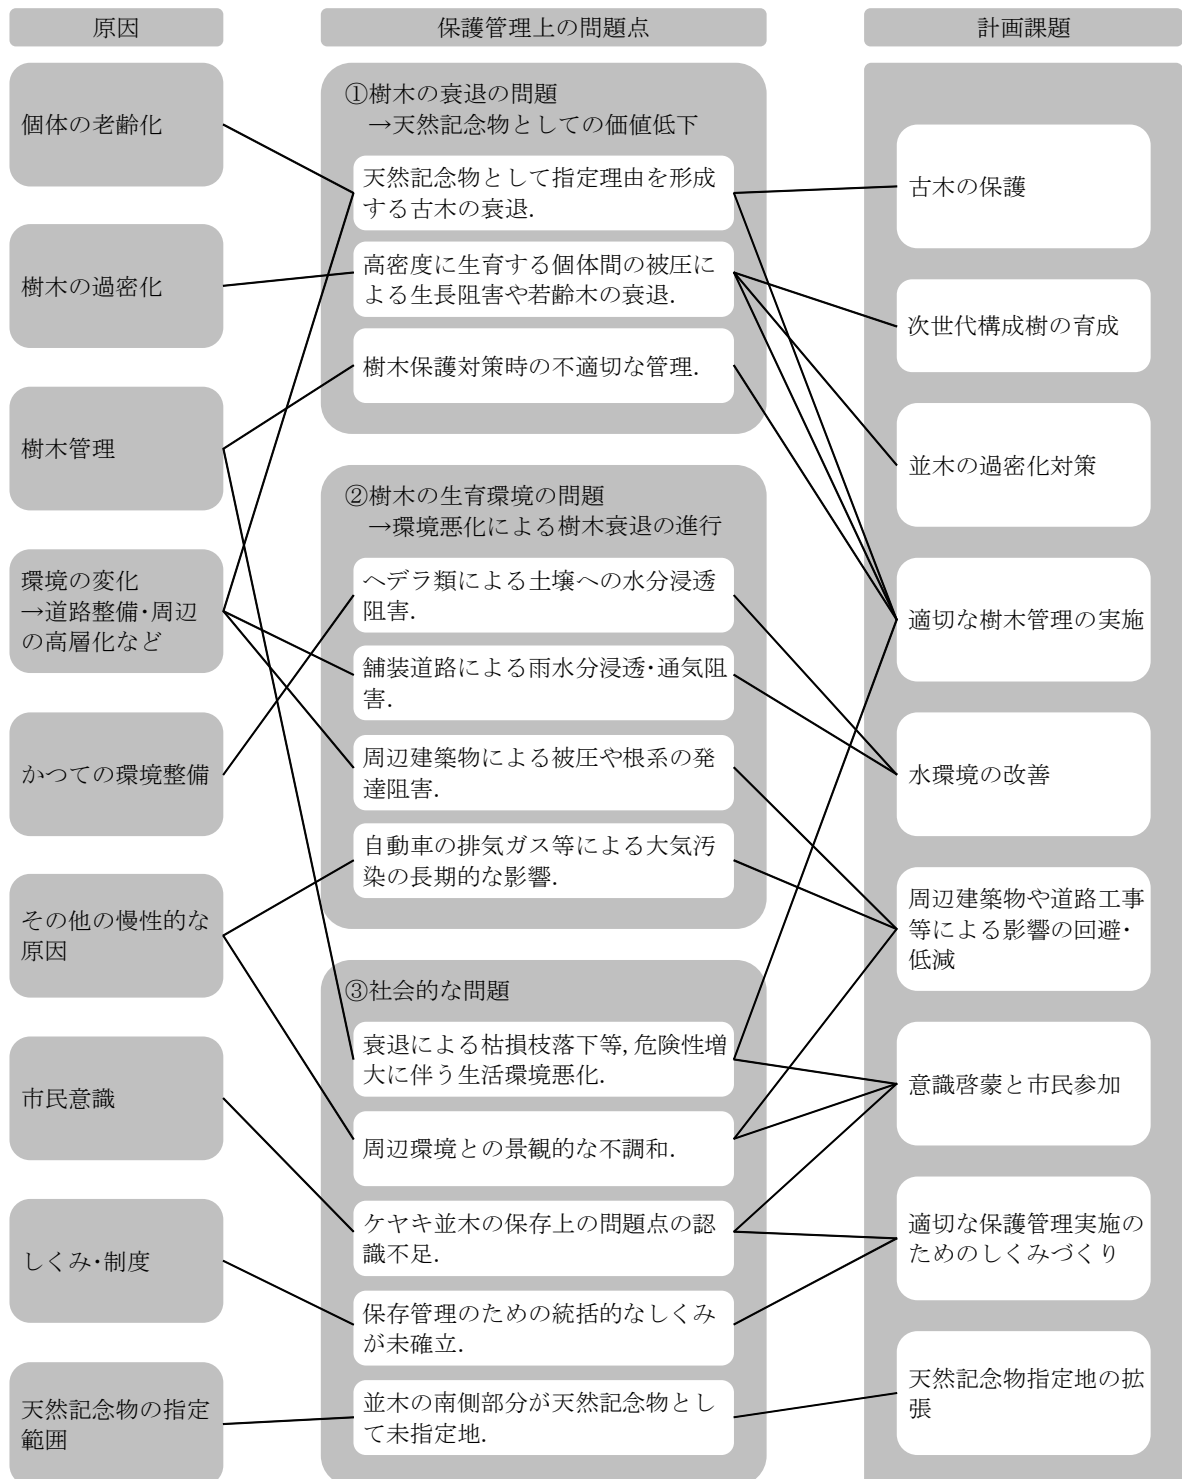 原因
保護管理上の問題点
計画課題
個体の老齢化
樹木の過密化
樹木管理
環境の変化
→道路整備・周辺
の高層化など
かつての環境整備
その他の慢性的な
原因
市民意識
しくみ・制度
天然記念物の指定
範囲
①樹木の衰退の問題
→天然記念物としての価値低下
天然記念物として指定理由を形成
する古木の衰退.
高密度に生育する個体間の被圧に
よる生長阻害や若齢木の衰退.
樹木保護対策時の不適切な管理.
②樹木の生育環境の問題
→環境悪化による樹木衰退の進行
ヘデラ類による土壌への水分浸透
阻害.
舗装道路による雨水分浸透・通気阻
害.
周辺建築物による被圧や根系の発
達阻害.
自動車の排気ガス等による大気汚
染の長期的な影響.
③社会的な問題
衰退による枯損枝落下等, 危険性増
大に伴う生活環境悪化.
周辺環境との景観的な不調和.
ケヤキ並木の保存上の問題点の認
識不足.
保存管理のための統括的なしくみ
が未確立.
並木の南側部分が天然記念物とし
て未指定地.
古木の保護
次世代構成樹の育成
並木の過密化対策
適切な樹木管理の実施
水環境の改善
周辺建築物や道路工事
等による影響の回避・
低減
意識啓蒙と市民参加
適切な保護管理実施の
ためのしくみづくり
天然記念物指定地の拡
張